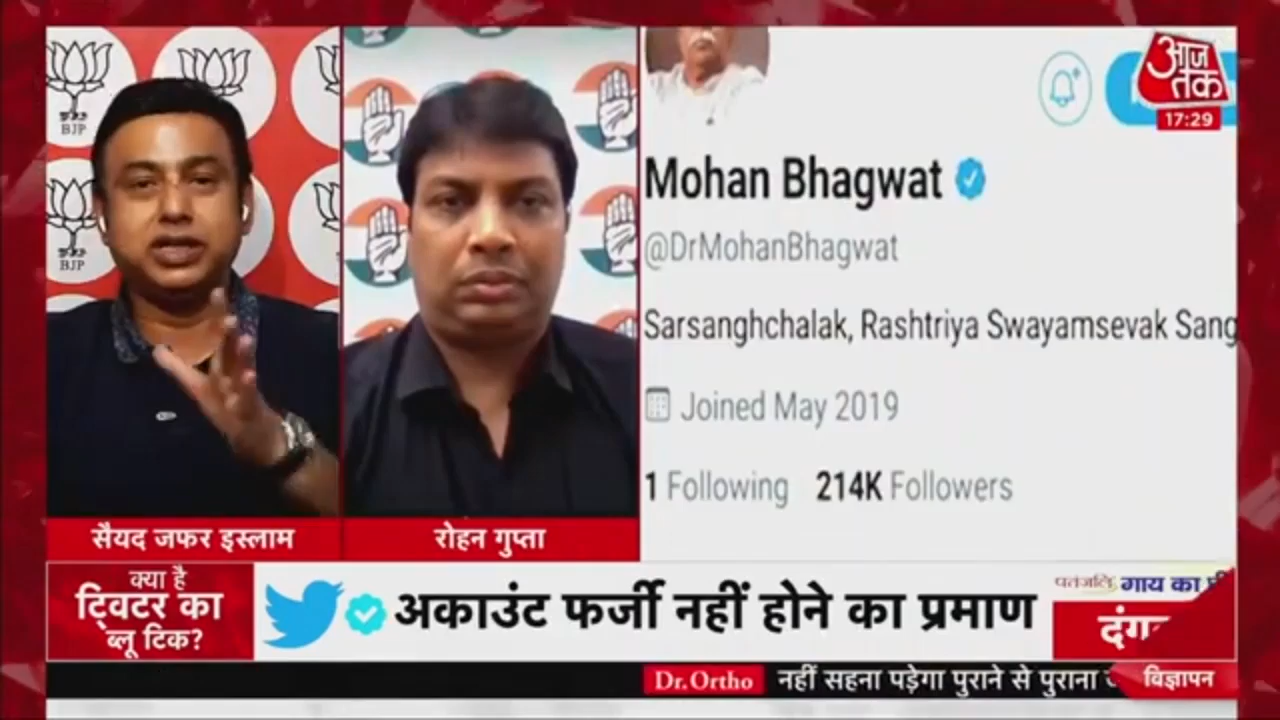 BJP
BJP
आज
तक
17:29
Mohan Bhagwat
@DrMohanBhagwat
Sarsanghchalak, Rashtriya Swayamsevak Sang
Joined May 2019
1 Following 214K Followers
सैयद जफर इस्लाम
रोहन गुप्ता
क्या है
ट्विटर का
ब्लू टिक?
अकाउंट फर्जी नहीं होने का प्रमाण
पतंजलि गाय का
Dr. Ortho नहीं सहना पड़ेगा पुराने से पुराना
विज्ञापन